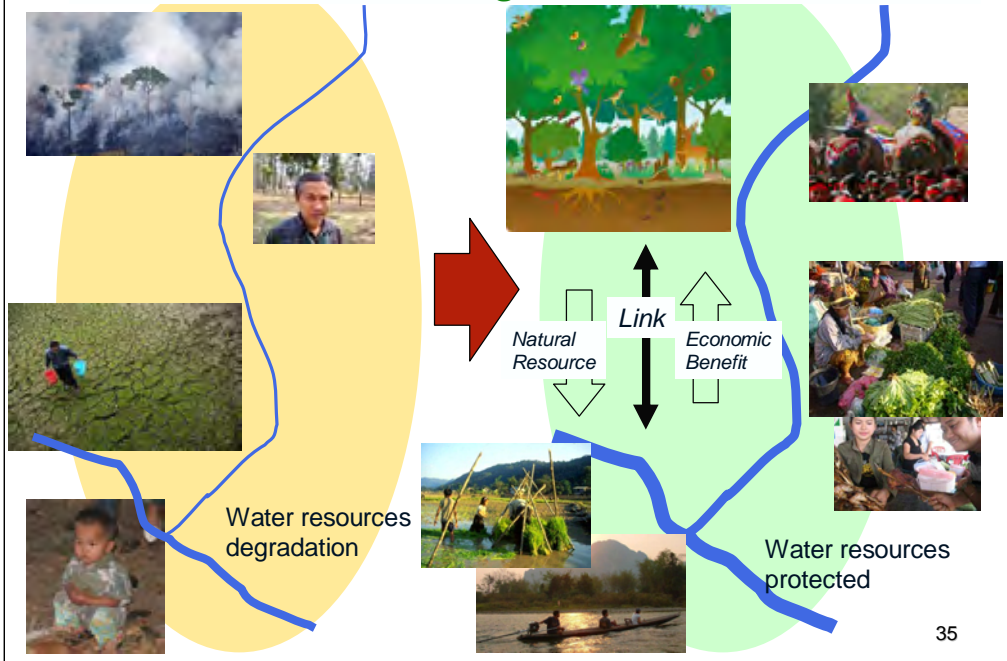 Link
Natural
Resource
Economic
Benefit
Water resources
degradation
Water resources
protected
35